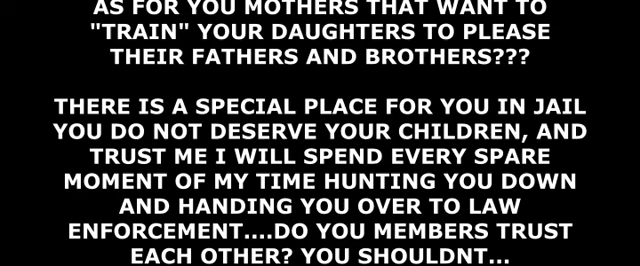 AS FOR YOU MOTHERS THAT WANT TO
"TRAIN" YOUR DAUGHTERS TO PLEASE
THEIR FATHERS AND BROTHERS???
THERE IS A SPECIAL PLACE FOR YOU IN JAIL
YOU DO NOT DESERVE YOUR CHILDREN, AND
TRUST ME I WILL SPEND EVERY SPARE
MOMENT OF MY TIME HUNTING YOU DOWN
AND HANDING YOU OVER TO LAW
ENFORCEMENT....DO YOU MEMBERS TRUST
EACH OTHER? YOU SHOULDNT...